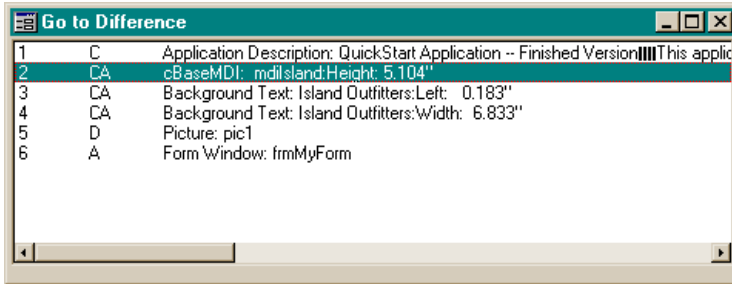 Go to Difference
1 C Application Description: QuickStart Application -- Finished Version||||This applic
2 CA cBaseMDI: mdiIsland:Height: 5.104"
3 CA Background Text: Island Outfitters:Left: 0.183"
4 CA Background Text: Island Outfitters:Width: 6.833"
5 D Picture: pic1
6 A Form Window: frmMyForm